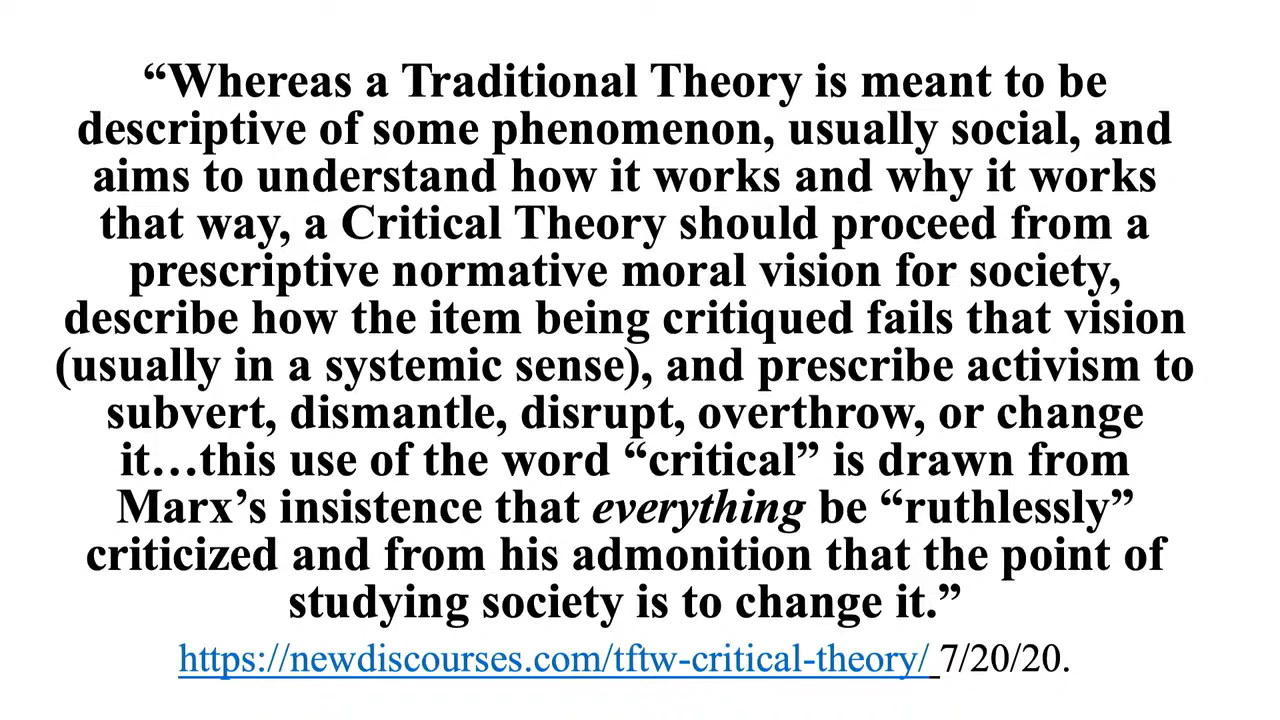 “Whereas a Traditional Theory is meant to be
descriptive of some phenomenon, usually social, and
aims to understand how it works and why it works
that way, a Critical Theory should proceed from a
prescriptive normative moral vision for society,
describe how the item being critiqued fails that vision
(usually in a systemic sense), and prescribe activism to
subvert, dismantle, disrupt, overthrow, or change
it…this use of the word “critical” is drawn from
Marx’s insistence that everything be “ruthlessly”
criticized and from his admonition that the point of
studying society is to change it.”
https://newdiscourses.com/tftw-critical-theory/ 7/20/20.